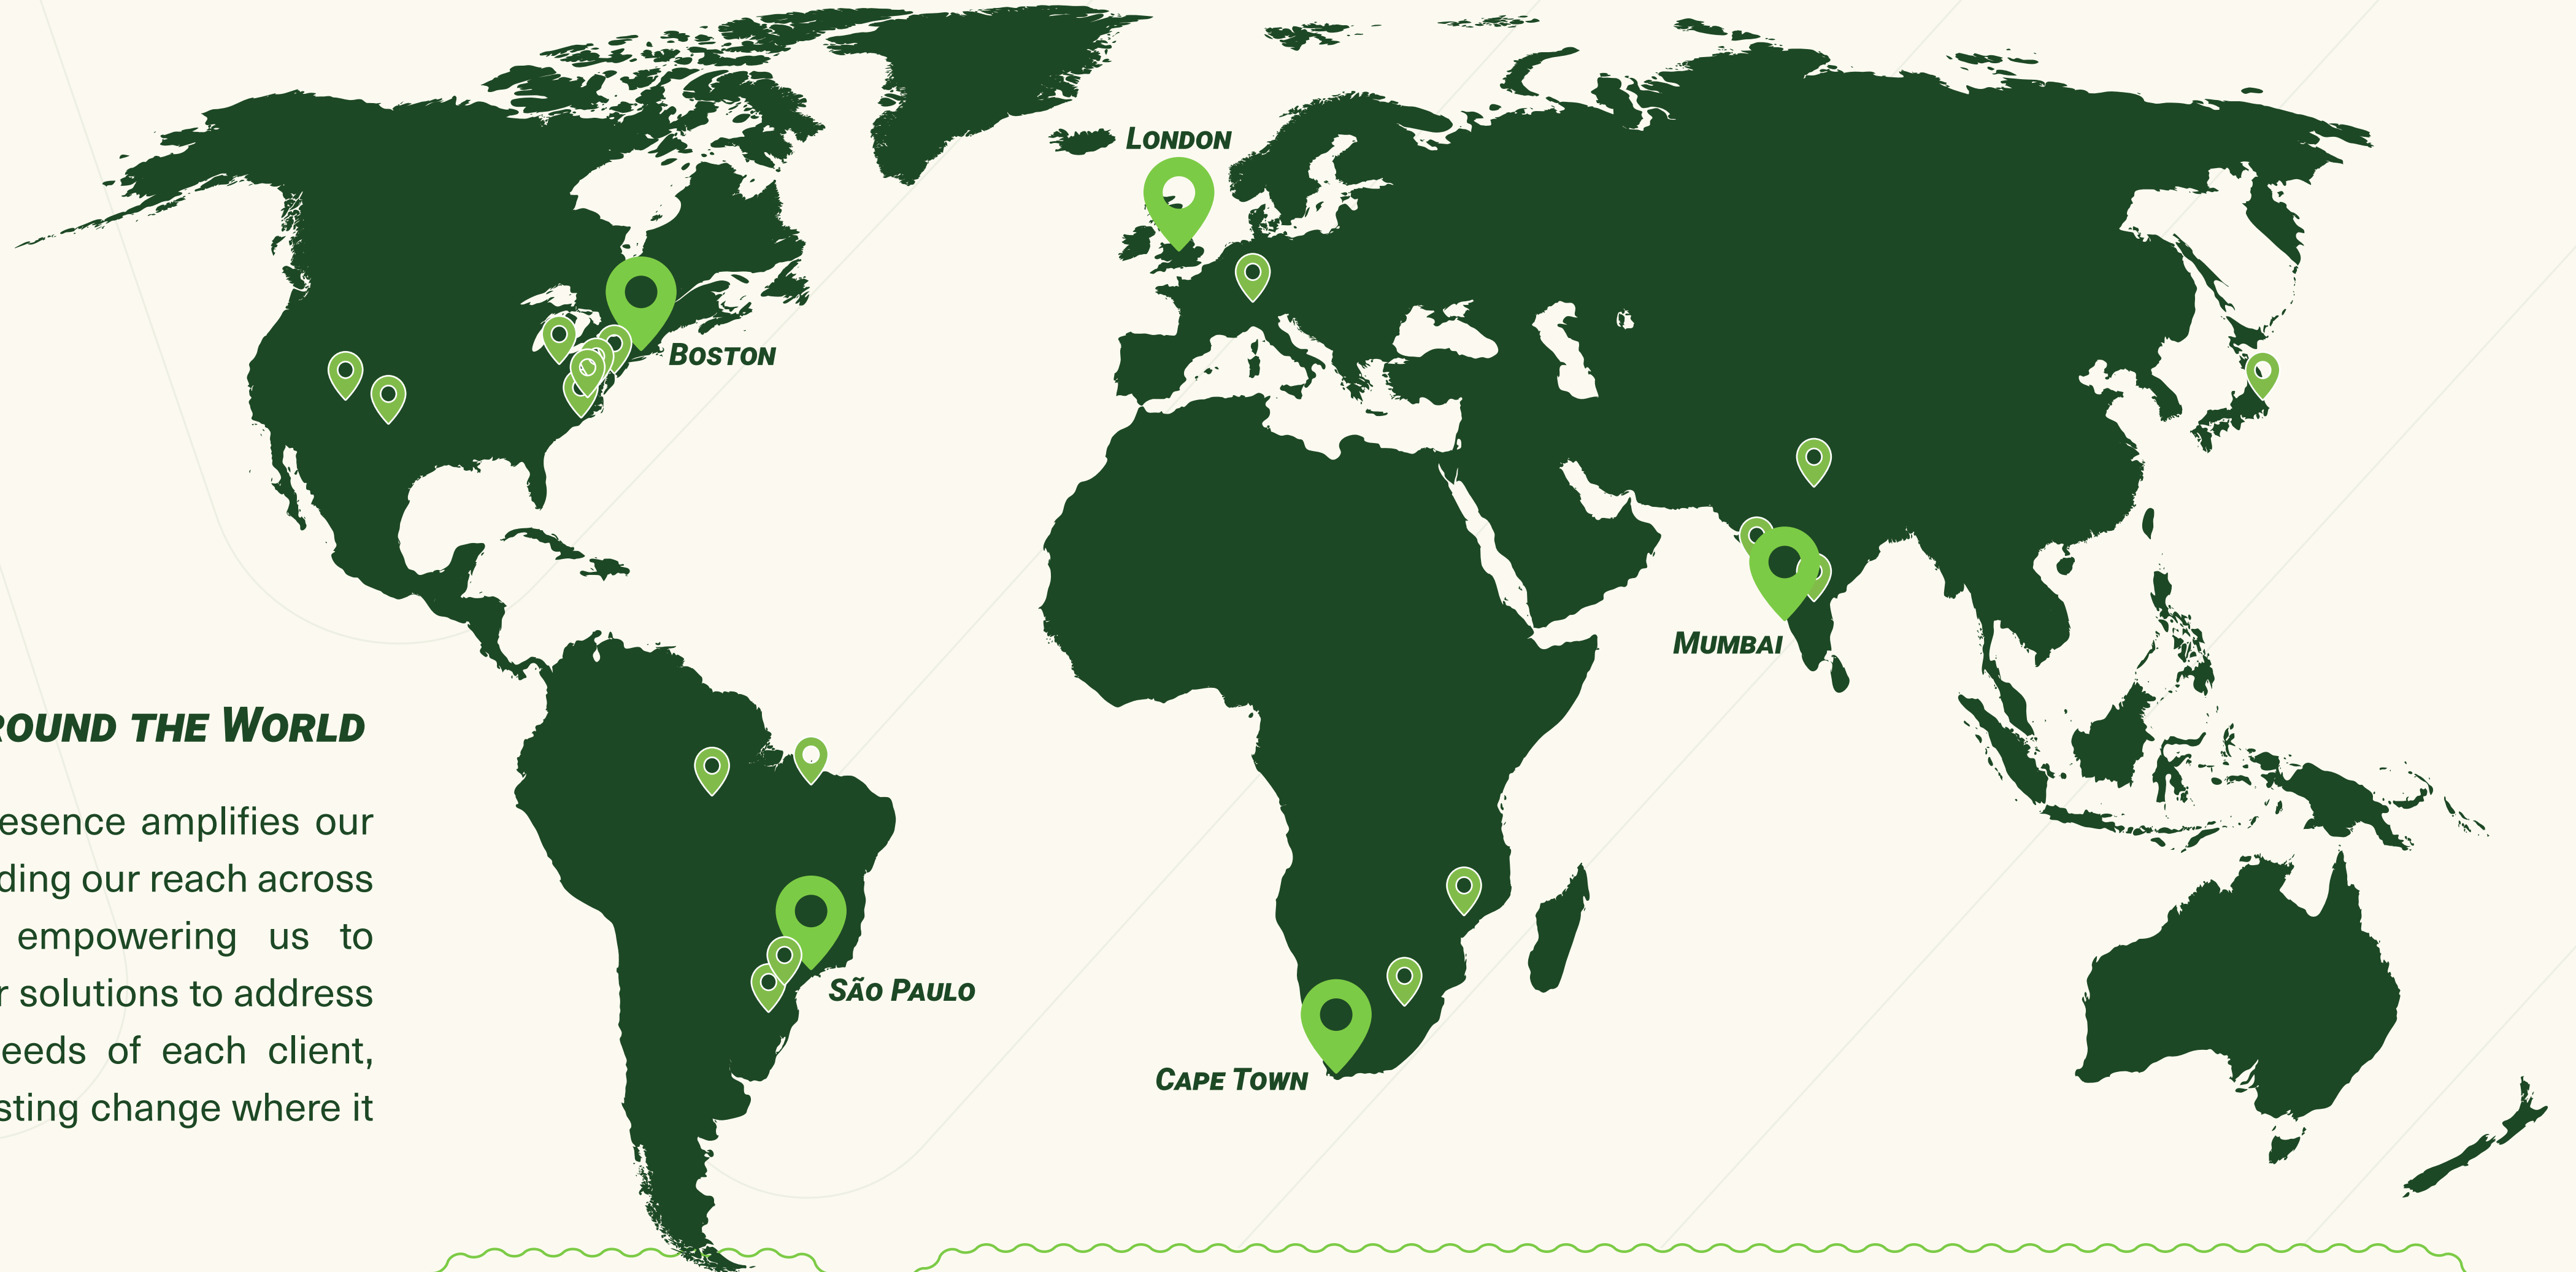 LONDON
BOSTON
MUMBAI
ROUND THE WORLD
esence amplifies our
ding our reach across
empowering us to
r solutions to address
SÃO PAULO
eeds of each client,
CAPE TOWN
sting change where it